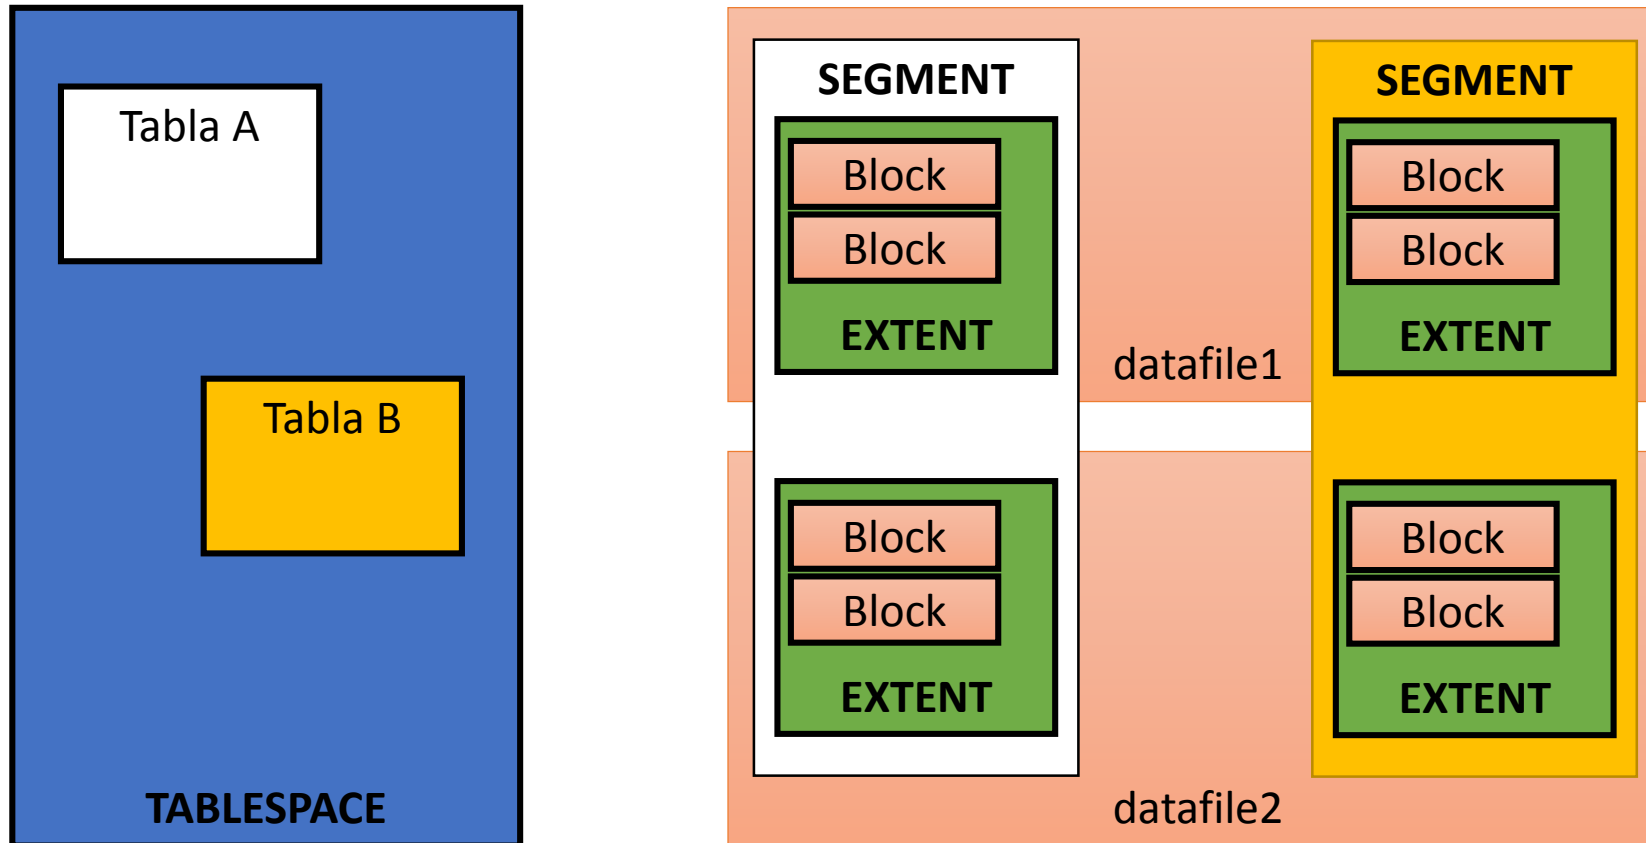 Tabla A
Tabla B
TABLESPACE
SEGMENT
Block
Block
EXTENT
datafile1
Block
Block
EXTENT
datafile2
SEGMENT
Block
Block
EXTENT
Block
Block
EXTENT